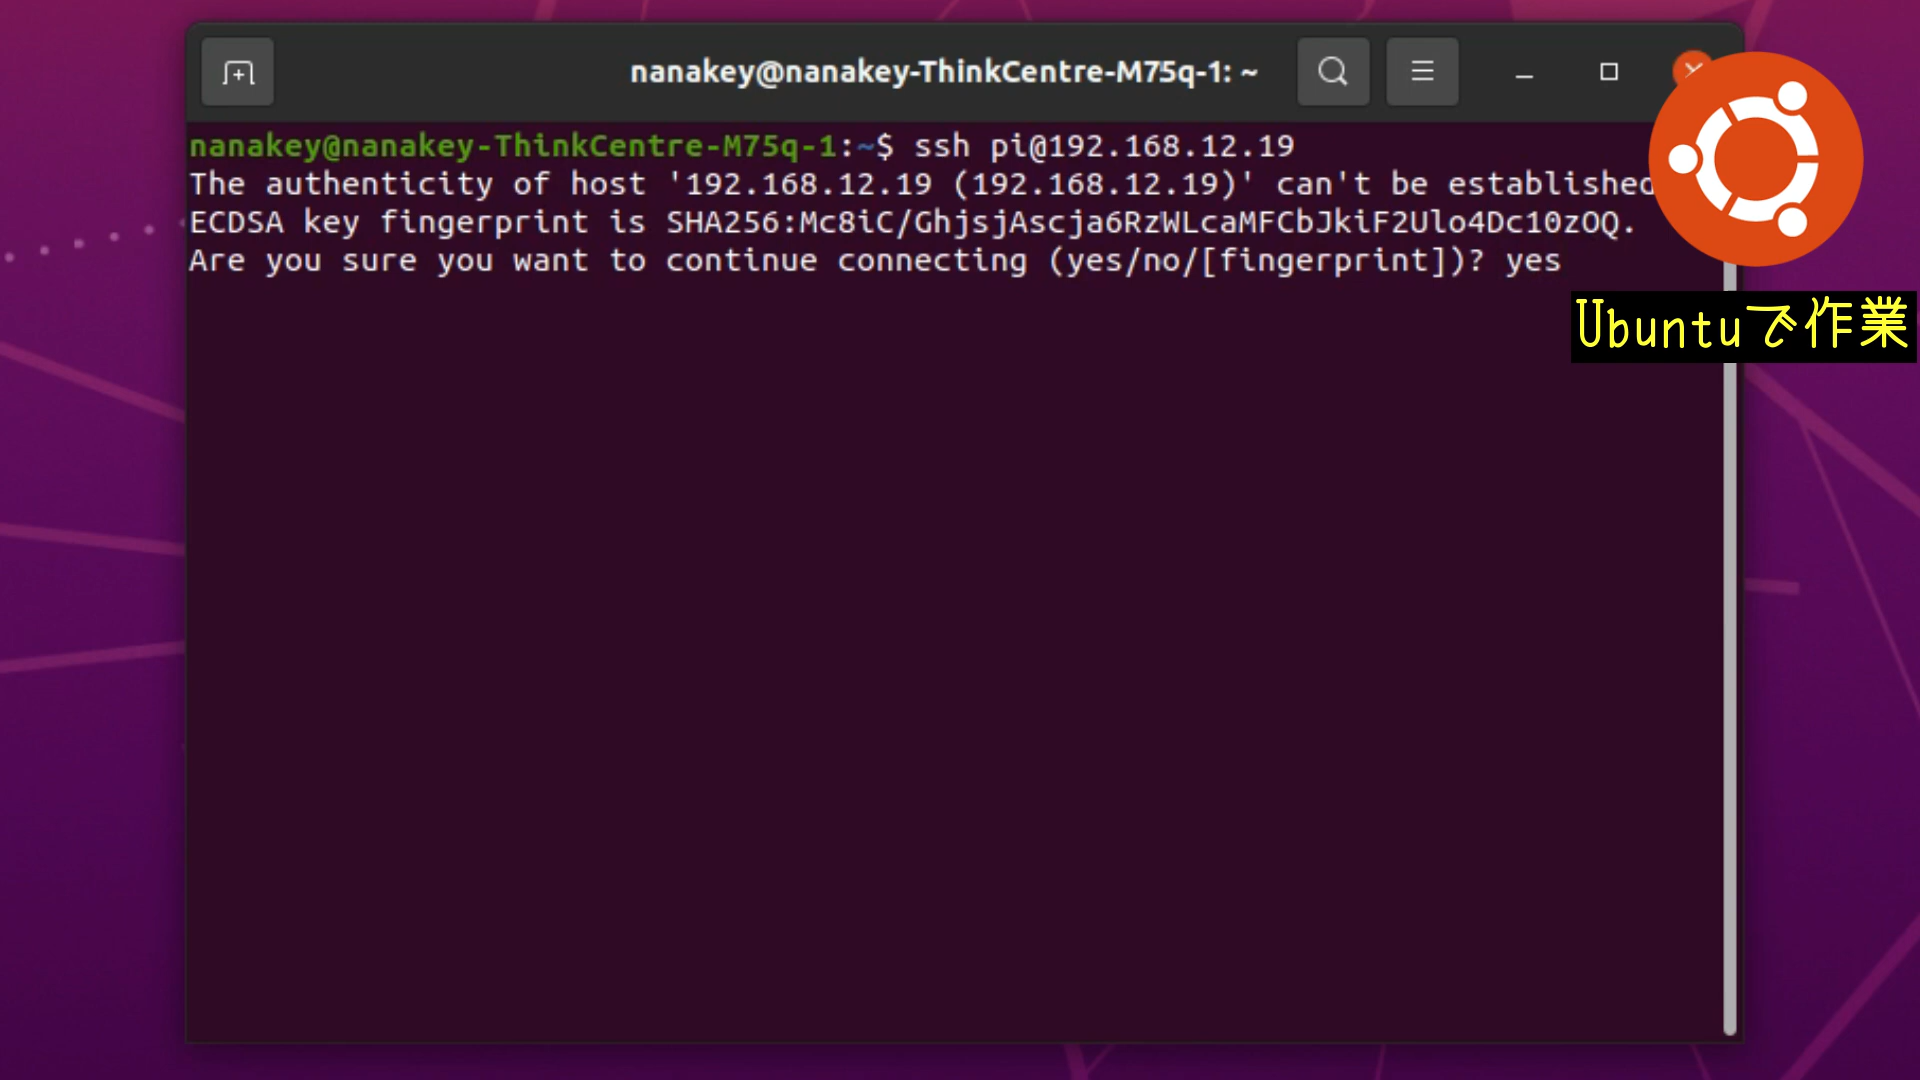 nanakey@nanakey-ThinkCentre-M75q-1: ~
nanakey@nanakey-ThinkCentre-M75q-1:~$ ssh pi@192.168.12.19
The authenticity of host '192.168.12.19 (192.168.12.19)' can't be established
ECDSA key fingerprint is SHA256:Mc8iC/GhjsjAscja6RzWLcaMFCbJkiF2Ulo4Dc10zOQ.
Are you sure you want to continue connecting (yes/no/[fingerprint])? yes
Ubuntuで作業